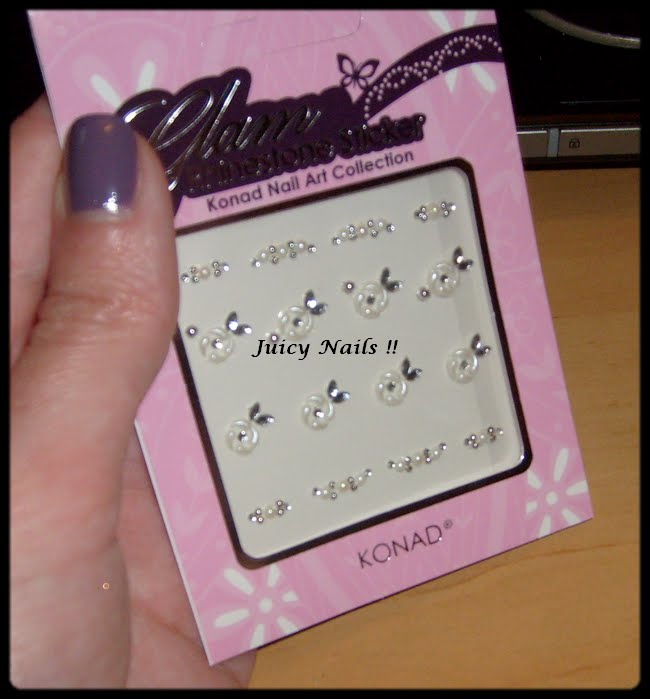 Glam
Rhinestone Sticker
Konad Nail Art Collection
Juicy Nails !!
KONAD®